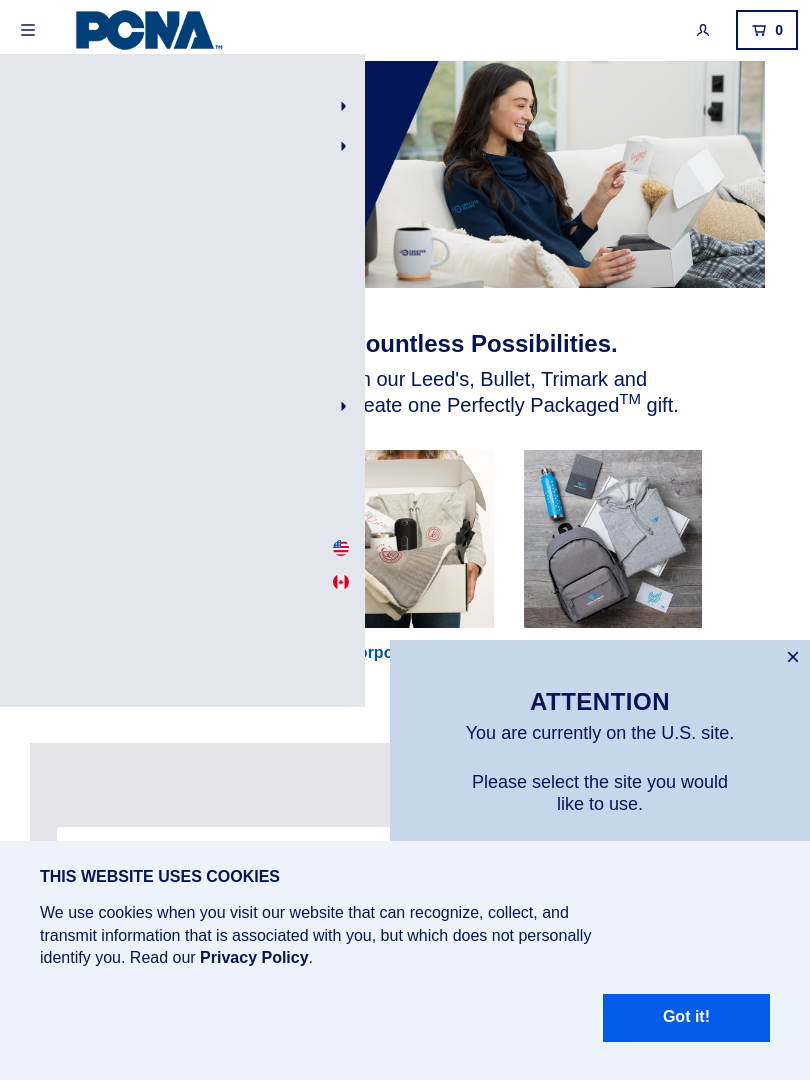 PCNA™
0
ountless Possibilities.
n our Leed's, Bullet, Trimark and
eate one Perfectly Packaged™ gift.
orpo
×
ATTENTION
You are currently on the U.S. site.
Please select the site you would
like to use.
THIS WEBSITE USES COOKIES
We use cookies when you visit our website that can recognize, collect, and
transmit information that is associated with you, but which does not personally
identify you. Read our Privacy Policy.
Got it!